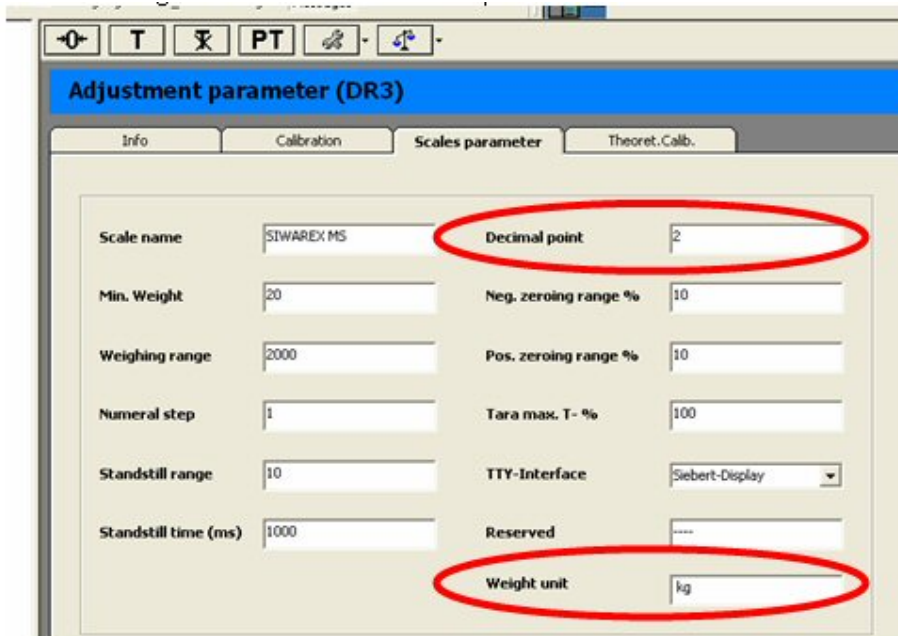 T T PT
Adjustment parameter (DR3)
Info Calibration Scales parameter Theoret.Calib.
Scale name SIWAREX MS Decimal point 2
Min. Weight 20 Neg. zeroing range % 10
Weighing range 2000 Pos. zeroing range % 10
Numeral step 1 Tara max. T- % 100
Standstill range 10 TTY-Interface Siebert-Display
Standstill time (ms) 1000 Reserved ----
Weight unit kg